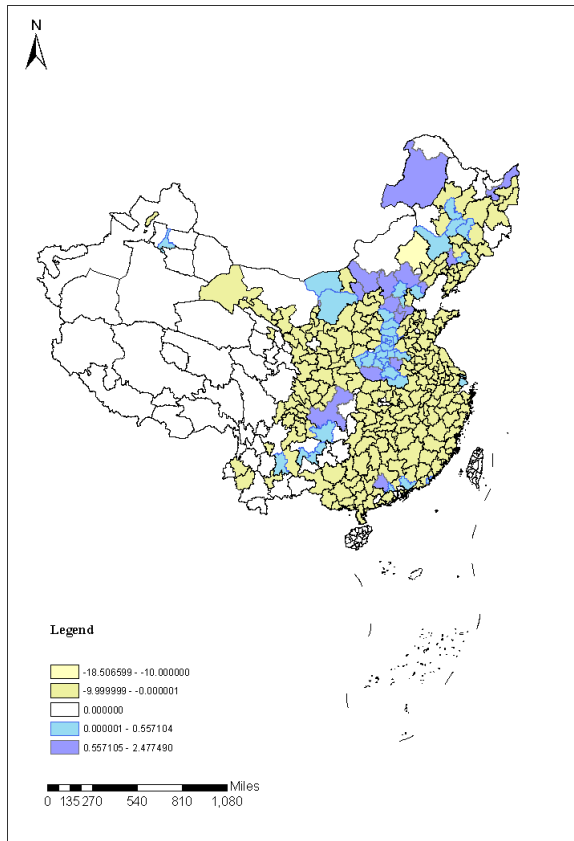 N
Legend
-18.506599 - -10.000000
-9.999999 - -0.000001
0.000000
0.000001 - 0.557104
0.557105 - 2.477490
Miles
0 135 270 540 810 1,080